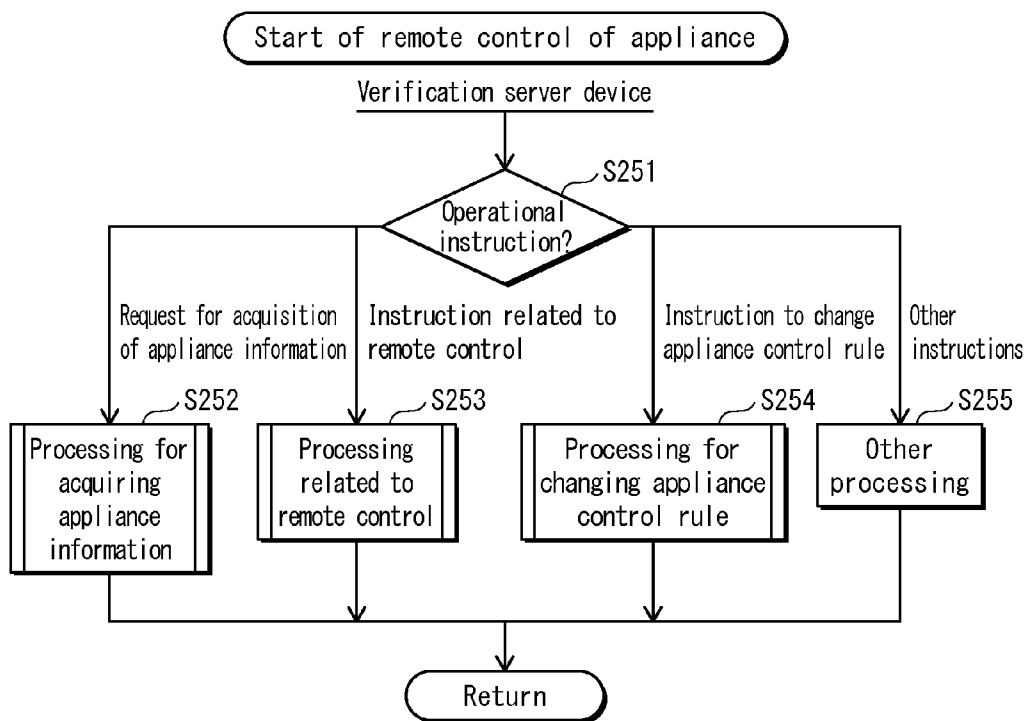 Start of remote control of appliance
Verification server device
S251
Operational
instruction?
Request for acquisition
of appliance information
Instruction related to
remote control
Instruction to change
appliance control rule
Other
instructions
S252
Processing for
acquiring
appliance
information
S253
Processing
related to
remote control
S254
Processing for
changing appliance
control rule
S255
Other
processing
Return